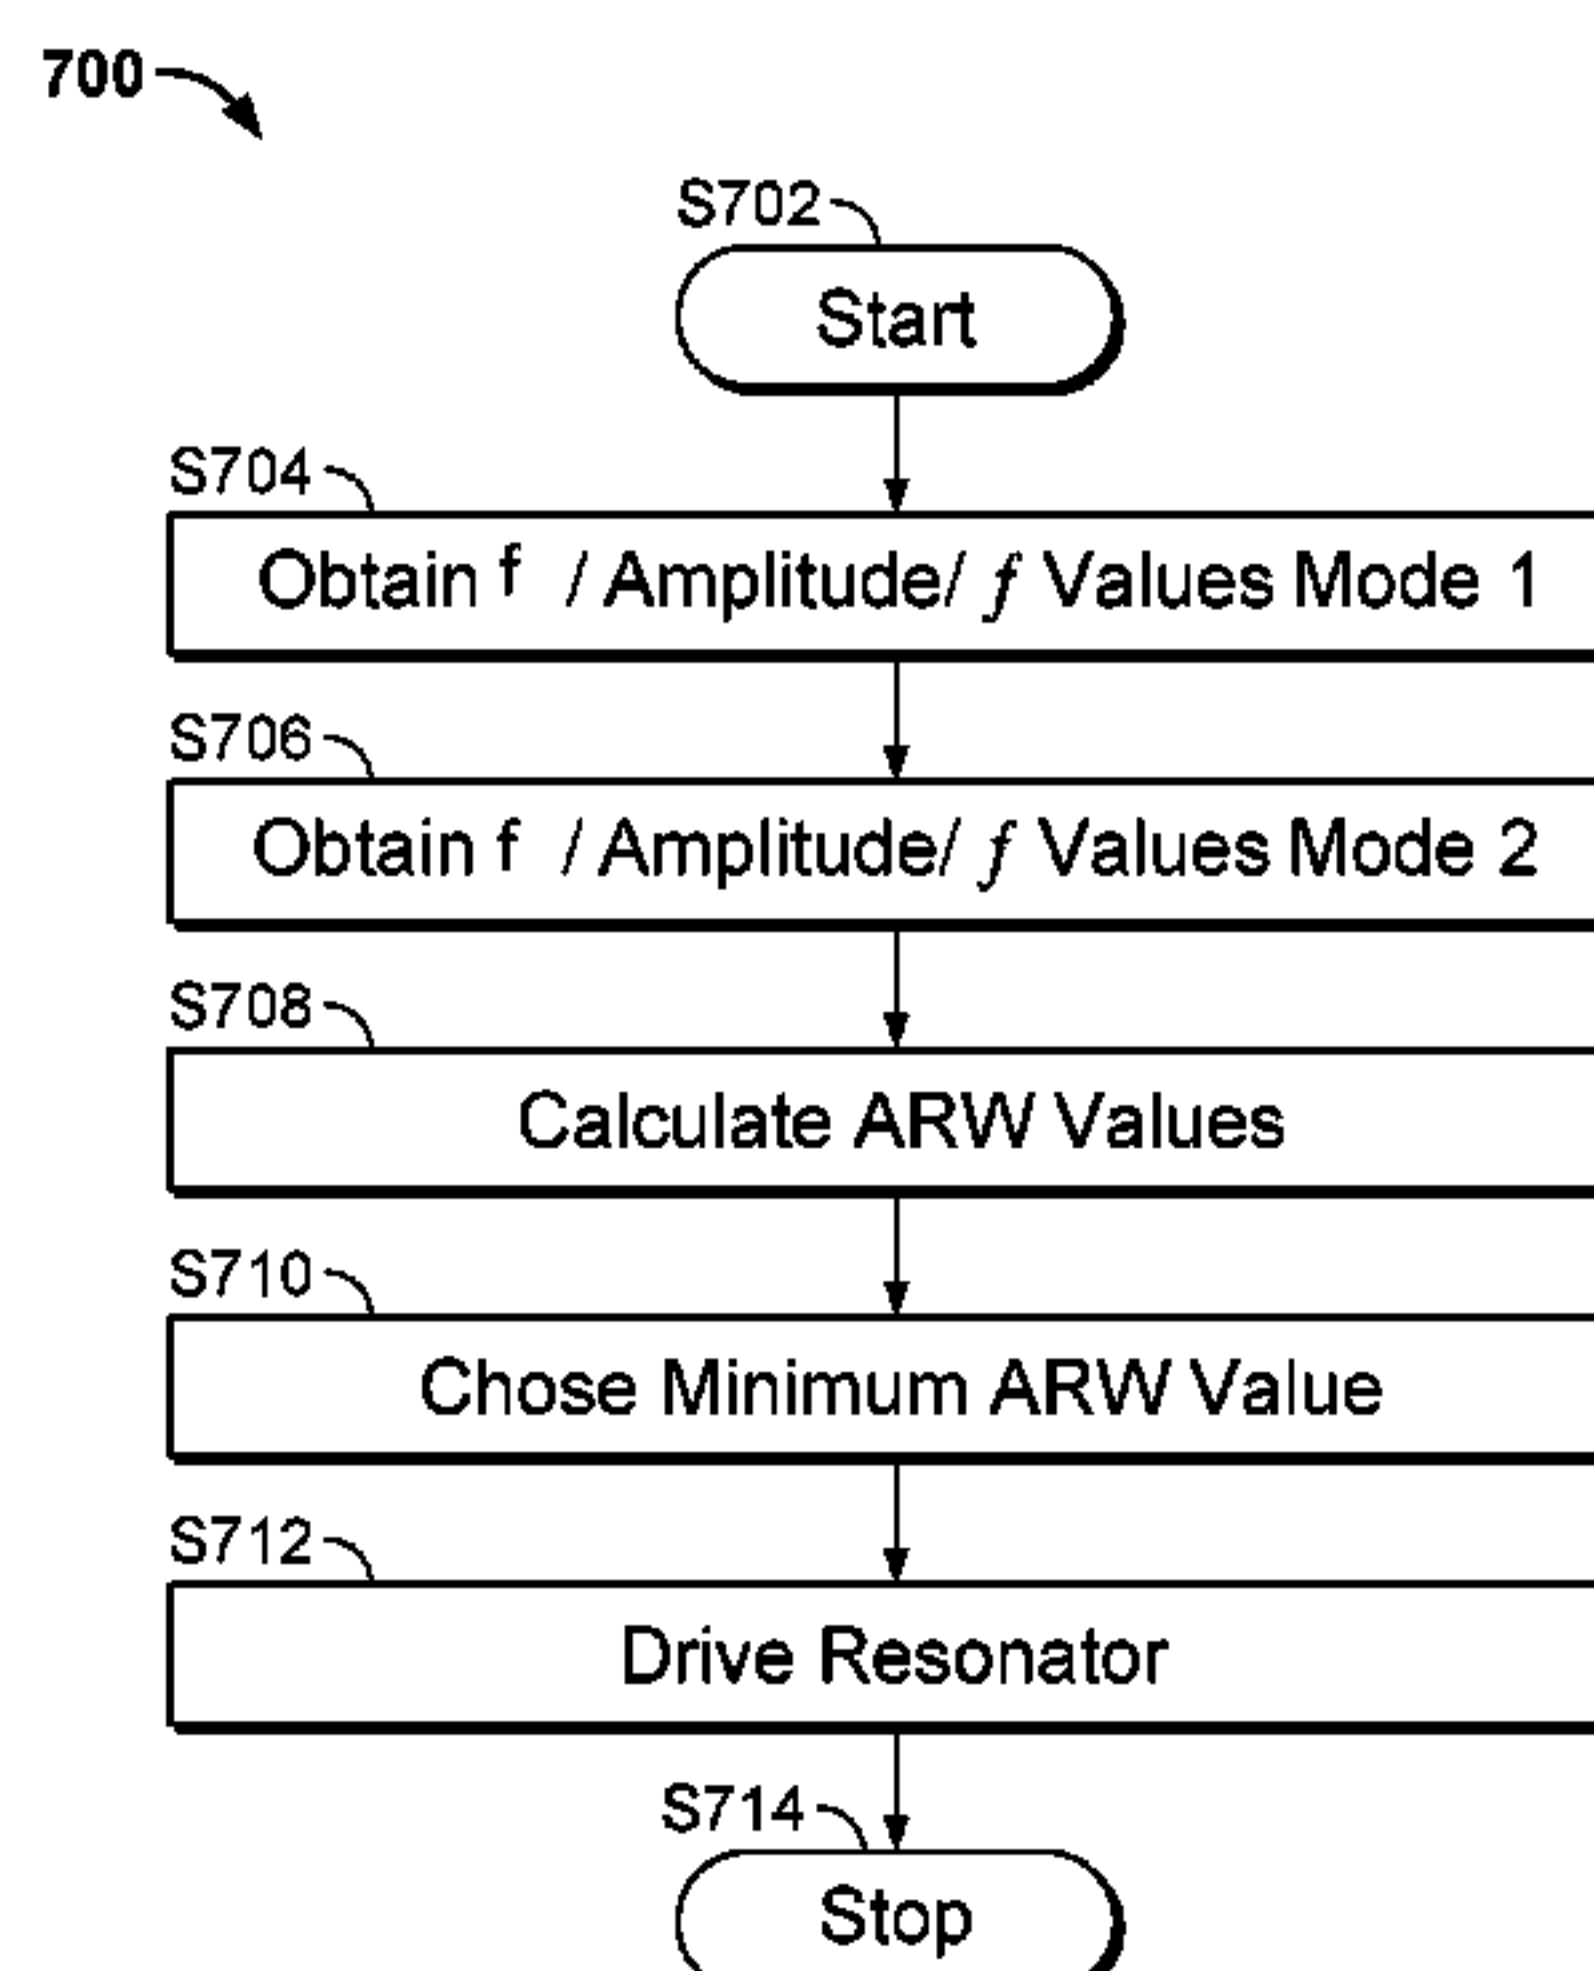 700
S702
Start
S704
Obtain f / Amplitude/ ƒ Values Mode 1
S706
Obtain f / Amplitude/ ƒ Values Mode 2
S708
Calculate ARW Values
S710
Chose Minimum ARW Value
S712
Drive Resonator
S714
Stop